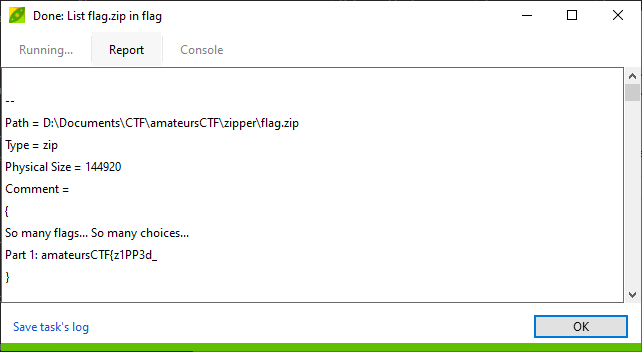 Done: List flag.zip in flag
Running...
Report
Console
--
Path = D:\Documents\CTF\amateursCTF\zipper\flag.zip
Type = zip
Physical Size = 144920
Comment =
{
So many flags... So many choices...
Part 1: amateursCTF{z1PP3d_
}
Save task's log
OK